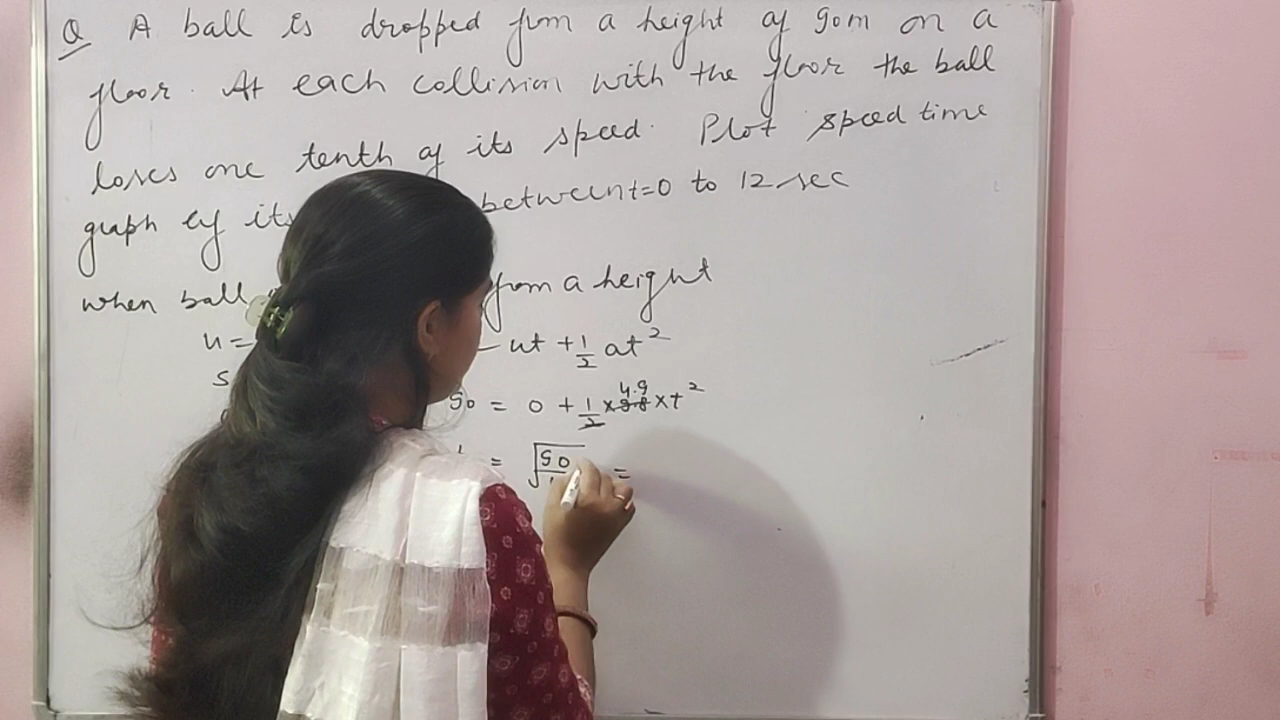 Q A ball is dropped from a height of 90m on a
floor. At each collision with the floor the ball
loses one tenth of its speed. Plot speed time
graph of its between t=0 to 12 sec
when ball from a height
u= ut + 1/2 at²
s
90 = 0 + 1/2 × 9.8 4.9 × t²
= √90 =